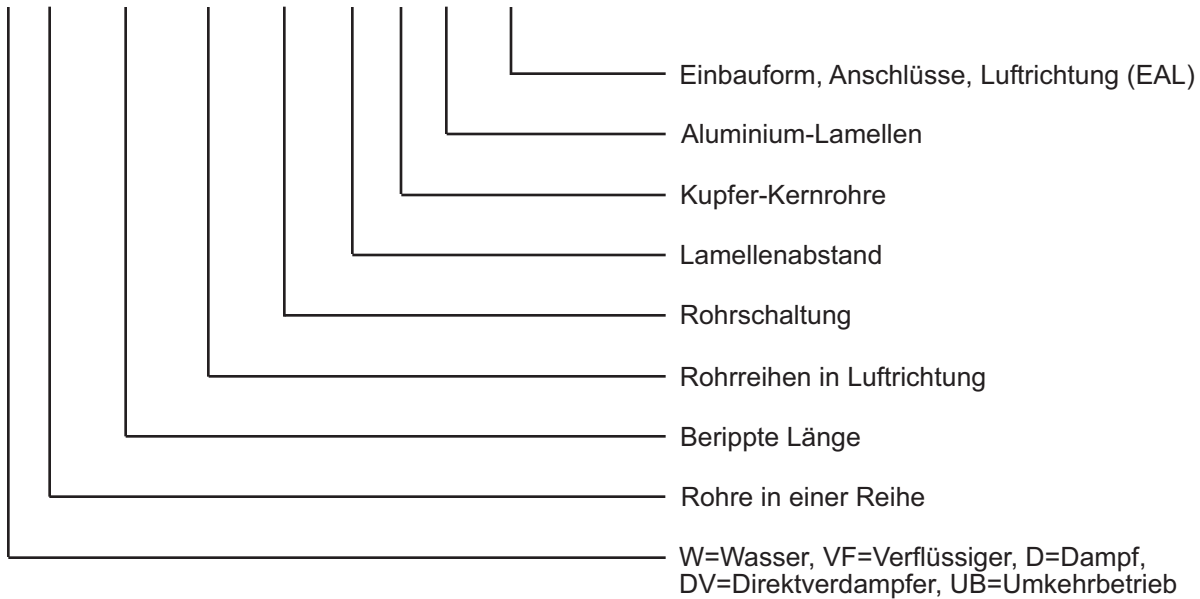 Einbauform, Anschlüsse, Luftrichtung (EAL)
Aluminium-Lamellen
Kupfer-Kernrohre
Lamellenabstand
Rohrschaltung
Rohrreihen in Luftrichtung
Berippte Länge
Rohre in einer Reihe
W=Wasser, VF=Verflüssiger, D=Dampf,
DV=Direktverdampfer, UB=Umkehrbetrieb